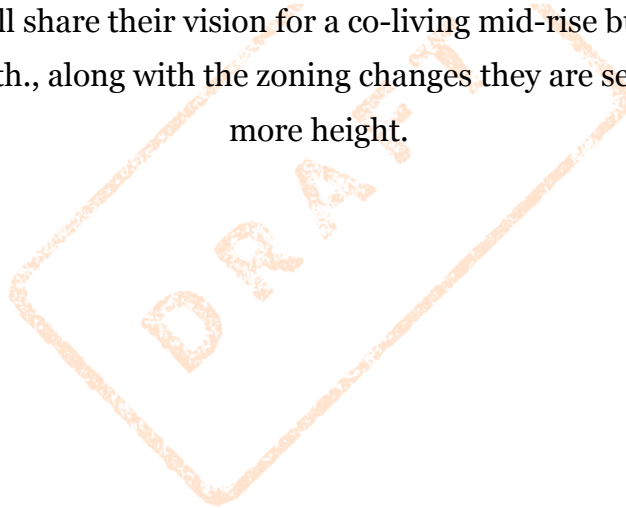 ll share their vision for a co-living mid-rise bu
th., along with the zoning changes they are se
more height.
DRAFT